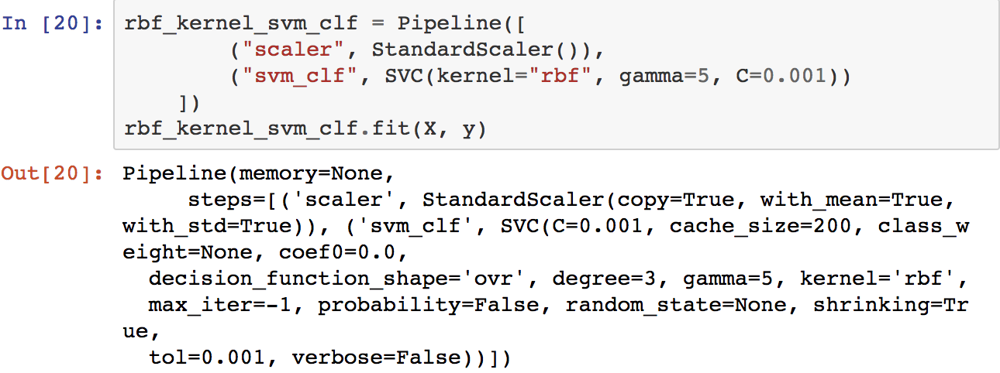 In [20]: rbf_kernel_svm_clf = Pipeline([
("scaler", StandardScaler()),
("svm_clf", SVC(kernel="rbf", gamma=5, C=0.001))
])
rbf_kernel_svm_clf.fit(X, y)
Out[20]: Pipeline(memory=None,
steps=[('scaler', StandardScaler(copy=True, with_mean=True,
with_std=True)), ('svm_clf', SVC(C=0.001, cache_size=200, class_w
eight=None, coef0=0.0,
decision_function_shape='ovr', degree=3, gamma=5, kernel='rbf',
max_iter=-1, probability=False, random_state=None, shrinking=Tr
ue,
tol=0.001, verbose=False))])